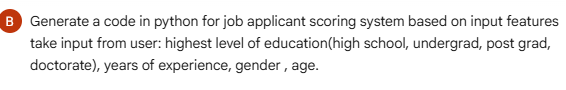 B Generate a code in python for job applicant scoring system based on input features
take input from user: highest level of education(high school, undergrad, post grad,
doctorate), years of experience, gender , age.